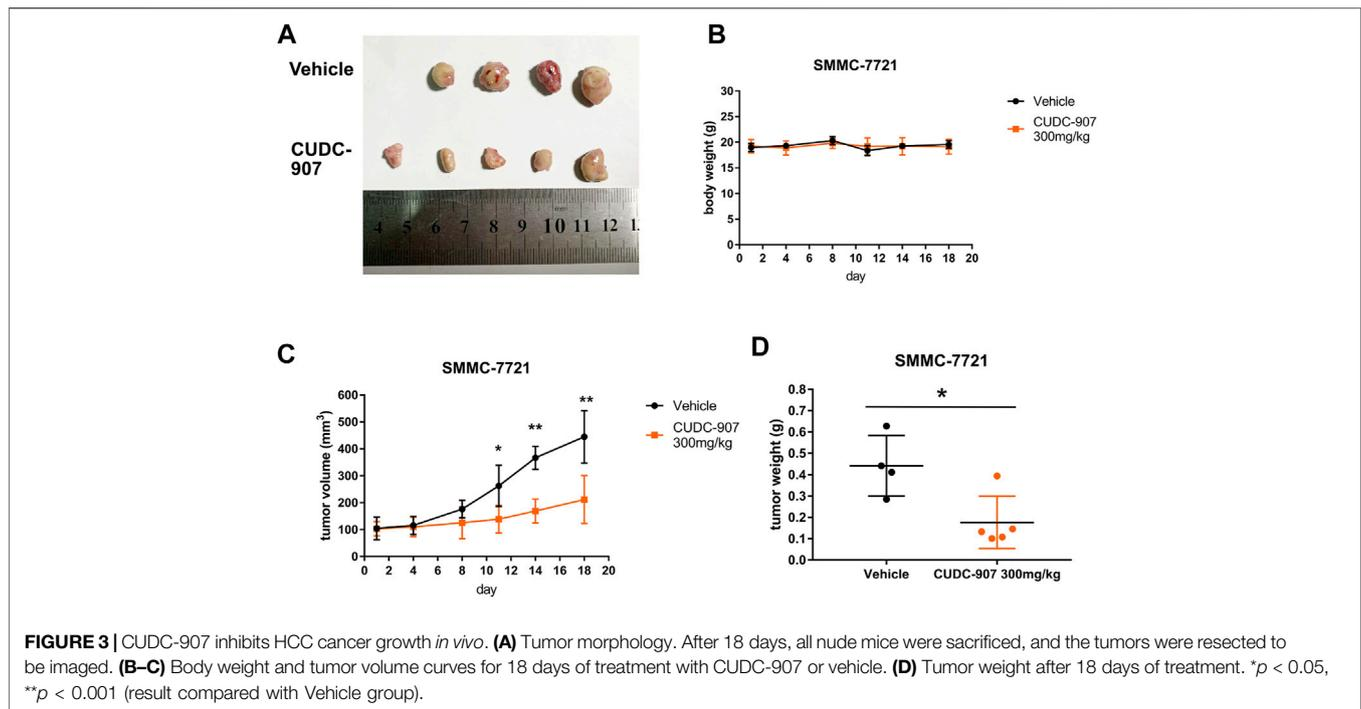 A
Vehicle
CUDC-
907
4 5 6 7 8 9 10 11 12
B
SMMC-7721
body weight (g)
30
25
20
15
10
5
0
0 2 4 6 8 10 12 14 16 18 20
day
Vehicle
CUDC-907
300mg/kg
C
SMMC-7721
tumor volume (mm³)
600
500
400
300
200
100
0
0 2 4 6 8 10 12 14 16 18 20
day
*
**
**
Vehicle
CUDC-907
300mg/kg
D
SMMC-7721
*
tumor weight (g)
0.8
0.7
0.6
0.5
0.4
0.3
0.2
0.1
0.0
Vehicle CUDC-907 300mg/kg
FIGURE 3 | CUDC-907 inhibits HCC cancer growth in vivo. (A) Tumor morphology. After 18 days, all nude mice were sacrificed, and the tumors were resected to
be imaged. (B–C) Body weight and tumor volume curves for 18 days of treatment with CUDC-907 or vehicle. (D) Tumor weight after 18 days of treatment. *p < 0.05,
**p < 0.001 (result compared with Vehicle group).